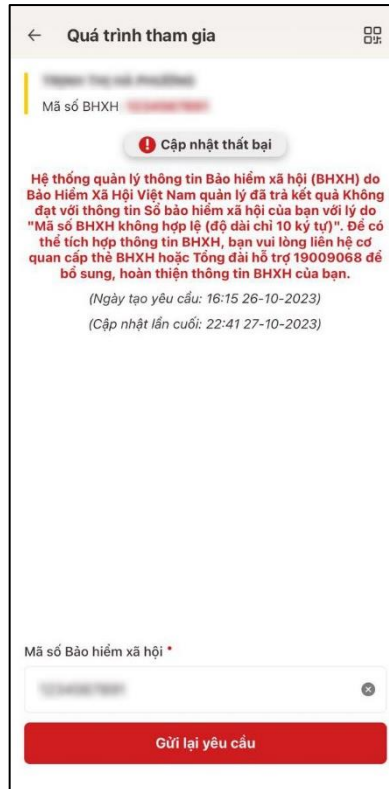 Quá trình tham gia
Mã số BHXH
Cập nhật thất bại
Hệ thống quản lý thông tin Bảo hiểm xã hội (BHXH) do
Bảo Hiểm Xã Hội Việt Nam quản lý đã trả kết quả Không
đạt với thông tin Sổ bảo hiểm xã hội của bạn với lý do
"Mã số BHXH không hợp lệ (độ dài chỉ 10 ký tự)". Để có
thể tích hợp thông tin BHXH, bạn vui lòng liên hệ cơ
quan cấp thẻ BHXH hoặc Tổng đài hỗ trợ 19009068 để
bổ sung, hoàn thiện thông tin BHXH của bạn.
(Ngày tạo yêu cầu: 16:15 26-10-2023)
(Cập nhật lần cuối: 22:41 27-10-2023)
Mã số Bảo hiểm xã hội *
Gửi lại yêu cầu